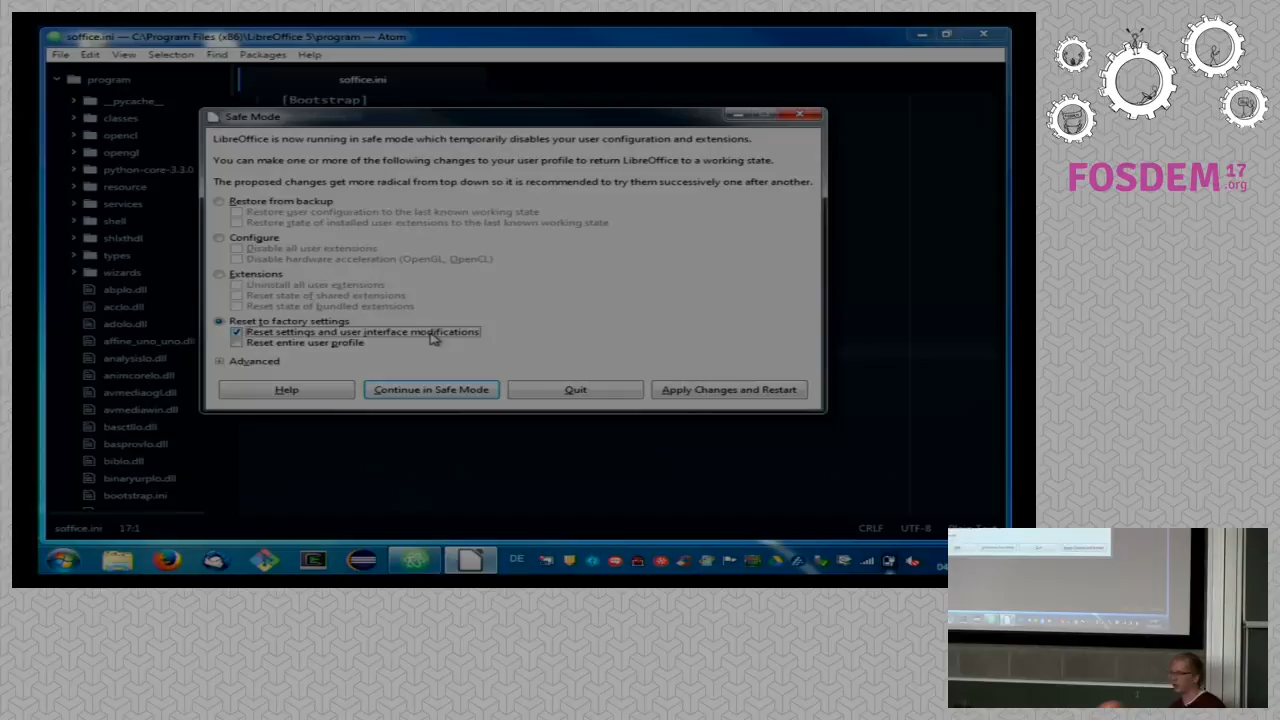 soffice.ini — C:\Program Files (x86)\LibreOffice 5\program — Atom
File Edit View Selection Find Packages Help
program
soffice.ini
__pycache__
[Bootstrap]
classes
opencl
opengl
python-core-3.3.0
resource
services
shell
shlxthdl
types
wizards
abplo.dll
acclo.dll
adolo.dll
affine_uno_uno.dll
analysislo.dll
animcorelo.dll
avmediaogl.dll
avmediawin.dll
basctllo.dll
basprovlo.dll
biblo.dll
binaryurplo.dll
bootstrap.ini
Safe Mode
LibreOffice is now running in safe mode which temporarily disables your user configuration and extensions.
You can make one or more of the following changes to your user profile to return LibreOffice to a working state.
The proposed changes get more radical from top down so it is recommended to try them successively one after another.
Restore from backup
Restore user configuration to the last known working state
Restore state of installed user extensions to the last known working state
Configure
Disable all user extensions
Disable hardware acceleration (OpenGL, OpenCL)
Extensions
Uninstall all user extensions
Reset state of shared extensions
Reset state of bundled extensions
Reset to factory settings
Reset settings and user interface modifications
Reset entire user profile
Advanced
Help Continue in Safe Mode Quit Apply Changes and Restart
soffice.ini 17:1 CRLF UTF-8
DE
FOSDEM 17
.org